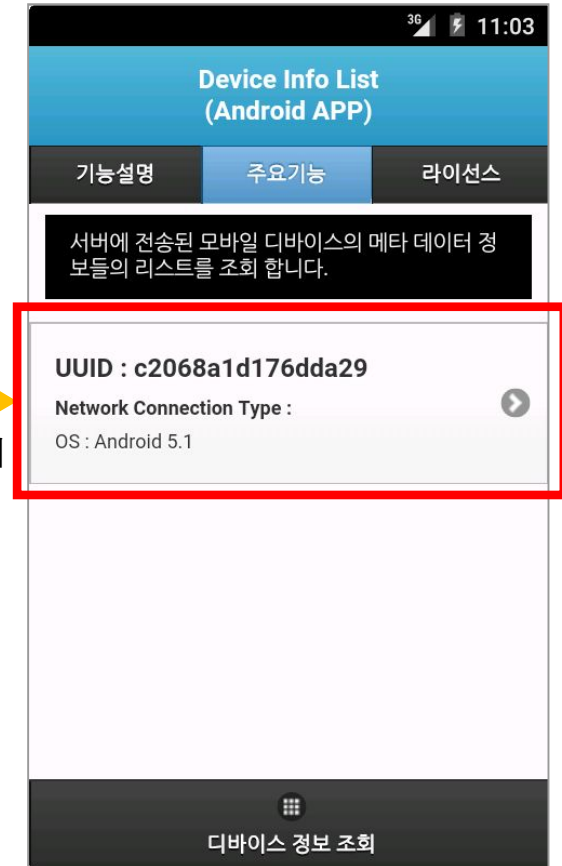 3G 11:03
Device Info List
(Android APP)
기능설명 주요기능 라이선스
서버에 전송된 모바일 디바이스의 메타 데이터 정
보들의 리스트를 조회 합니다.
UUID : c2068a1d176dda29
Network Connection Type :
OS : Android 5.1
디바이스 정보 조회